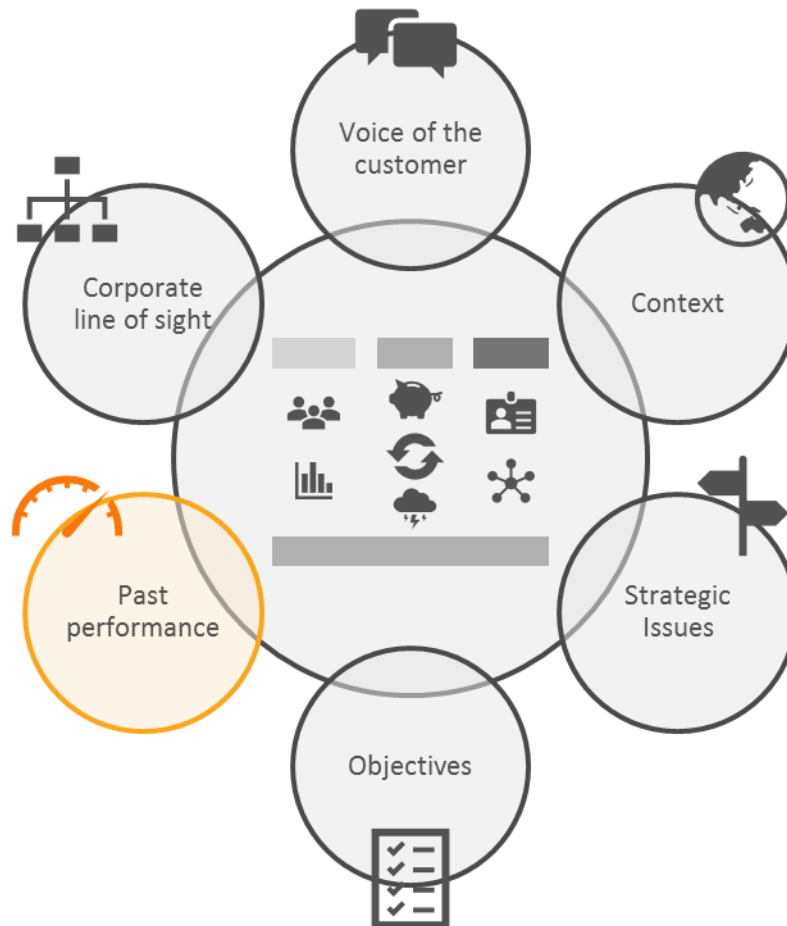 Voice of the
customer
Corporate
line of sight
Context
Past
performance
Strategic
Issues
Objectives